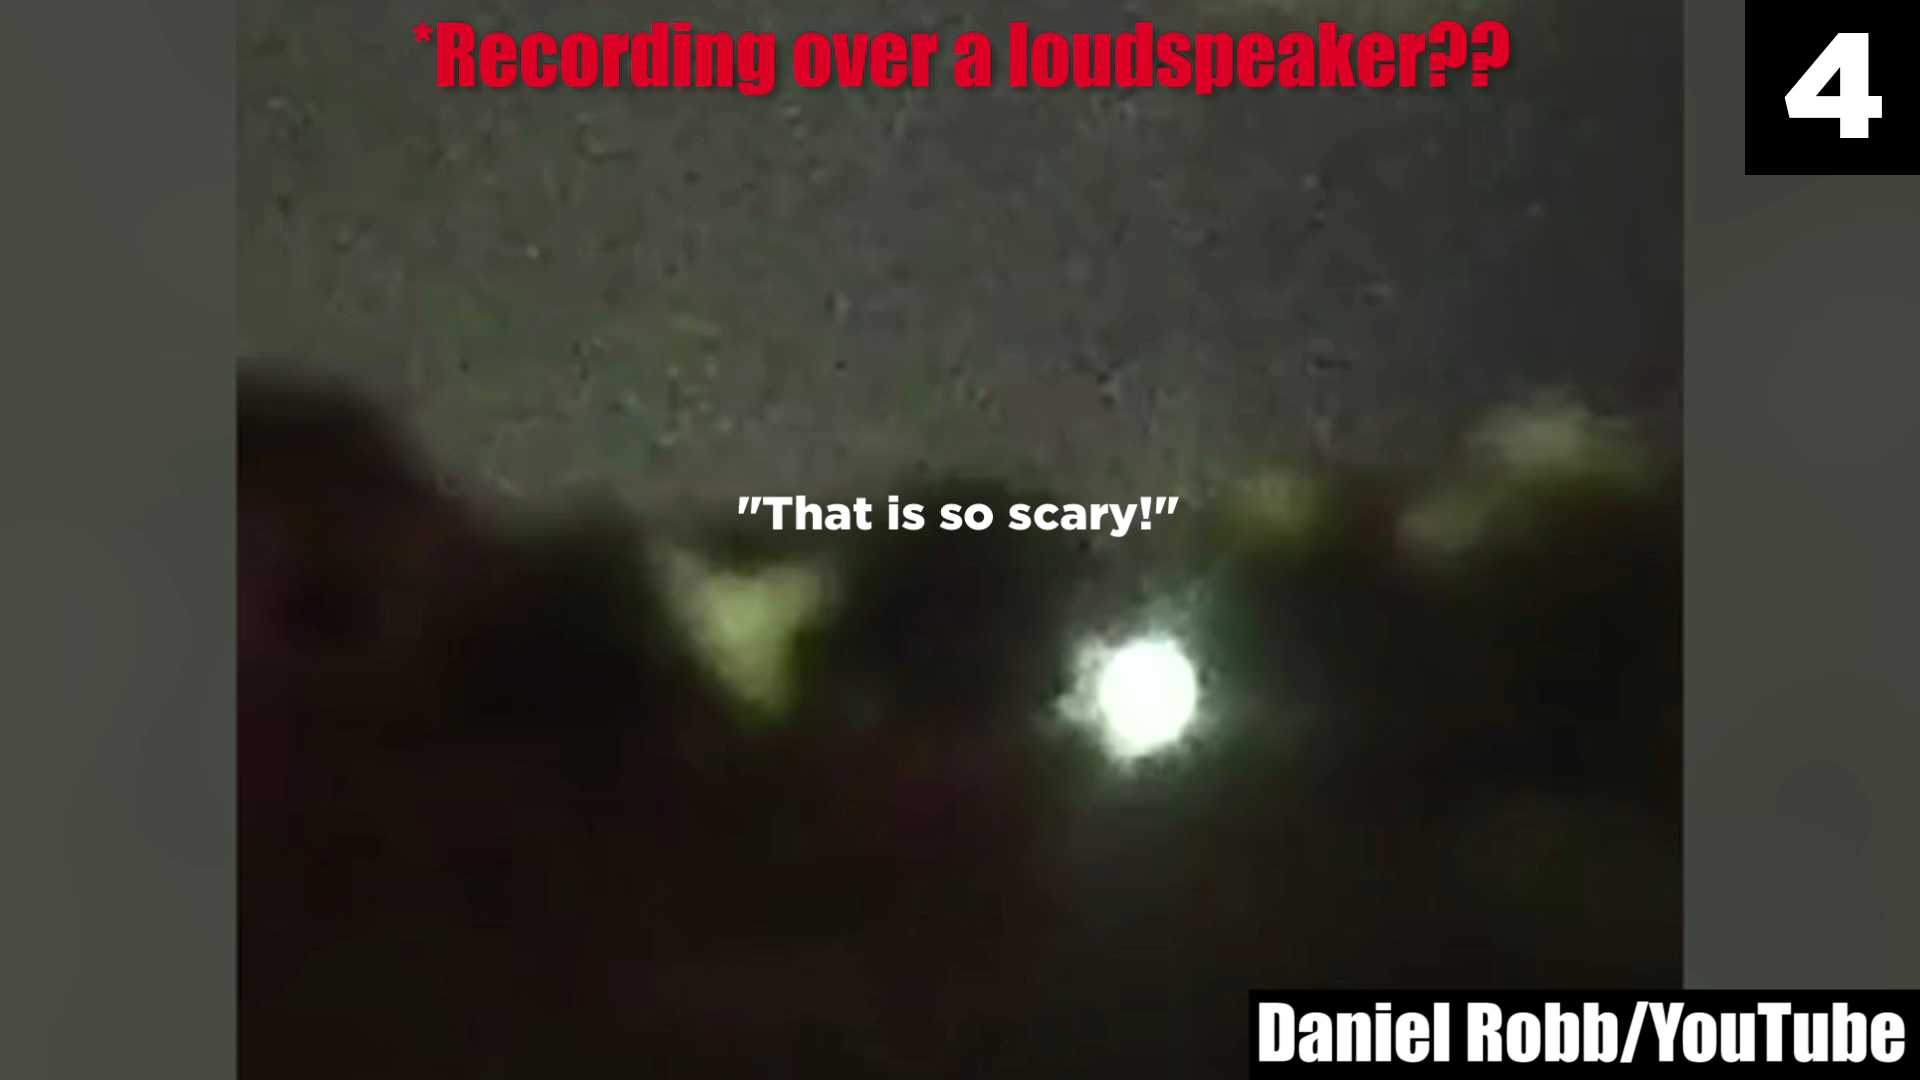 *Recording over a loudspeaker??
4
"That is so scary!"
Daniel Robb/YouTube